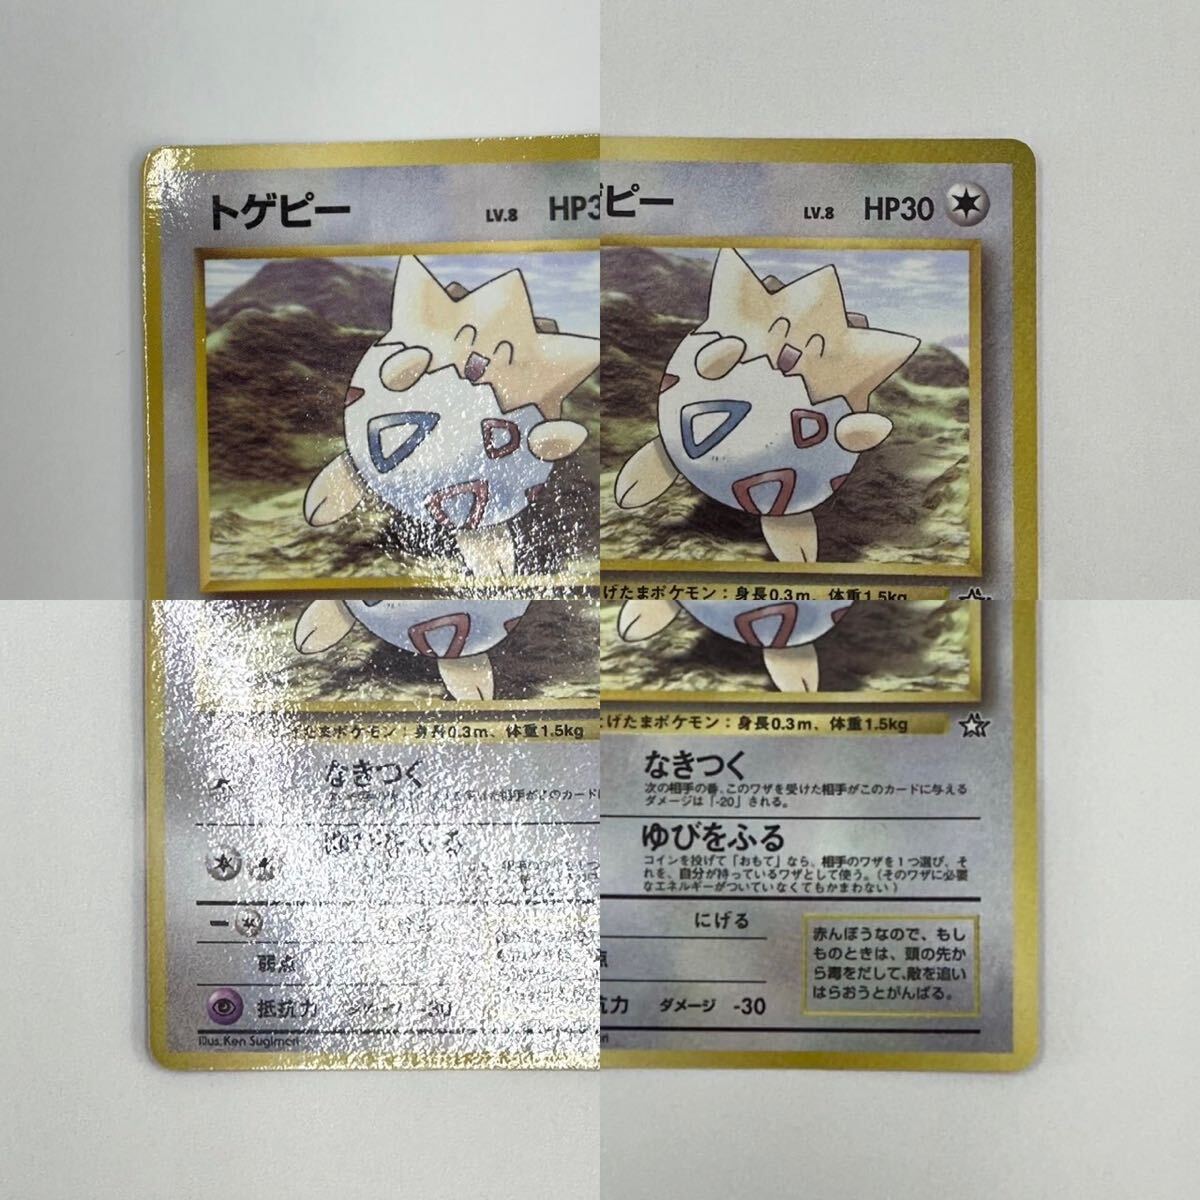 トゲピー LV.8 HP3
ピー LV.8 HP30
げたまポケモン：身長0.3m、体重1.5kg
たまポケモン：身長0.3m、体重1.5kg
なきつく
弱点
抵抗力 -30
Illus. Ken Sugimori
げたまポケモン：身長0.3m、体重1.5kg
なきつく
次の相手の番、このワザを受けた相手がこのカードに与える
ダメージは「-20」される。
ゆびをふる
コインを投げて「おもて」なら、相手のワザを１つ選び、そ
れを、自分が持っているワザとして使う。（そのワザに必要
なエネルギーがついていなくてもかまわない）
にげる
点
抗力 ダメージ -30
赤んぼうなので、もし
ものときは、頭の先か
ら毒をだして、敵を追い
はらおうとがんばる。